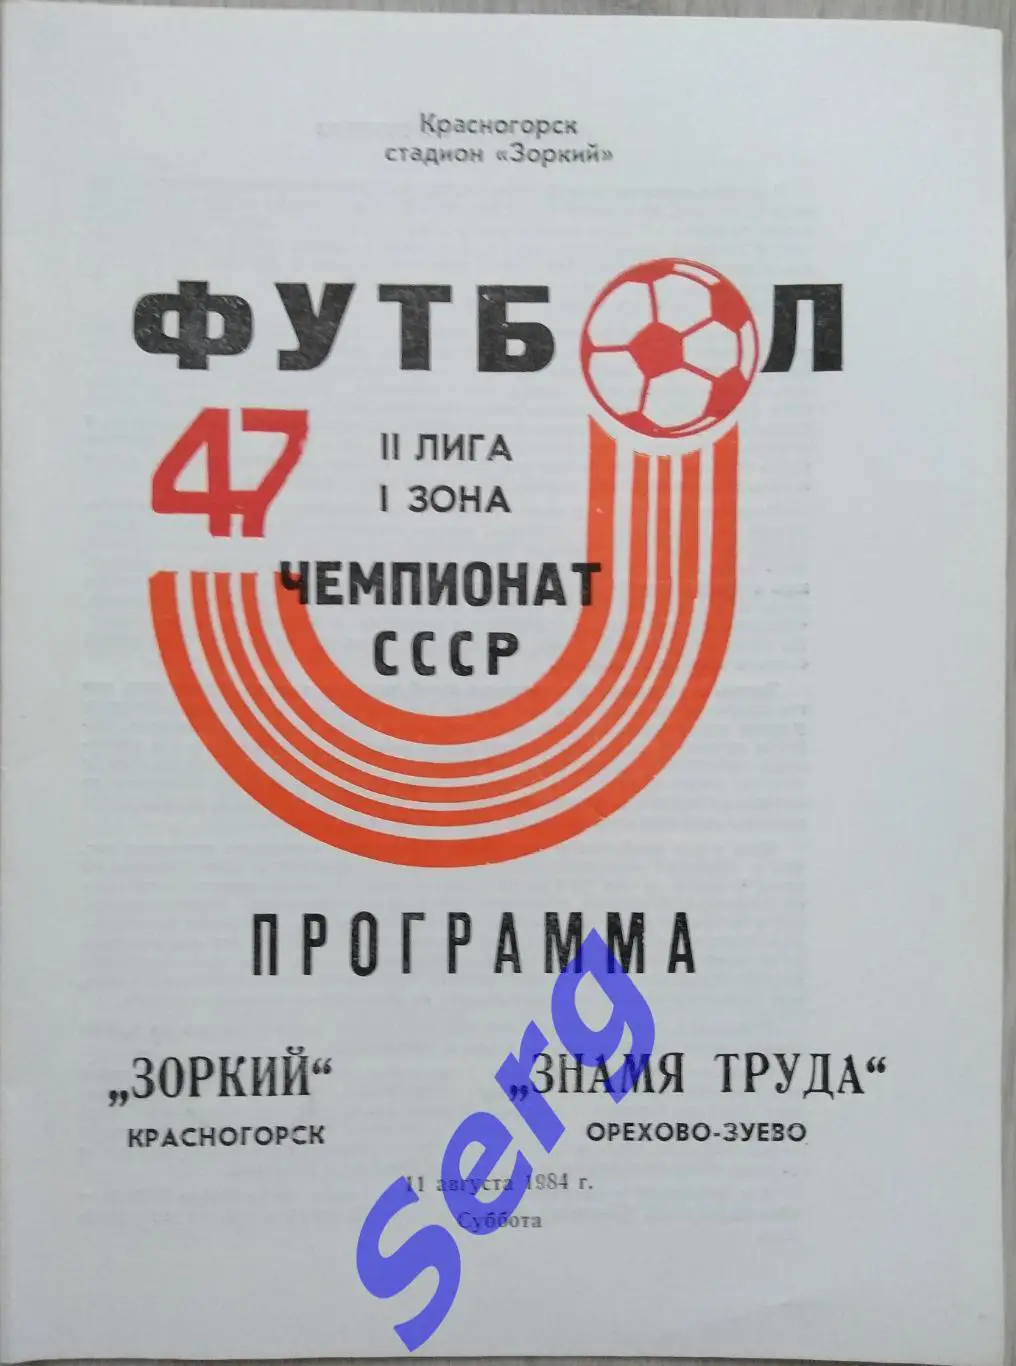 Красногорск
стадион «Зоркий»
ФУТБОЛ
47
II ЛИГА
I ЗОНА
ЧЕМПИОНАТ
СССР
ПРОГРАММА
„ЗОРКИЙ“
КРАСНОГОРСК
„ЗНАМЯ ТРУДА“
ОРЕХОВО-ЗУЕВО
11 августа 1984 г.
Суббота
Serg